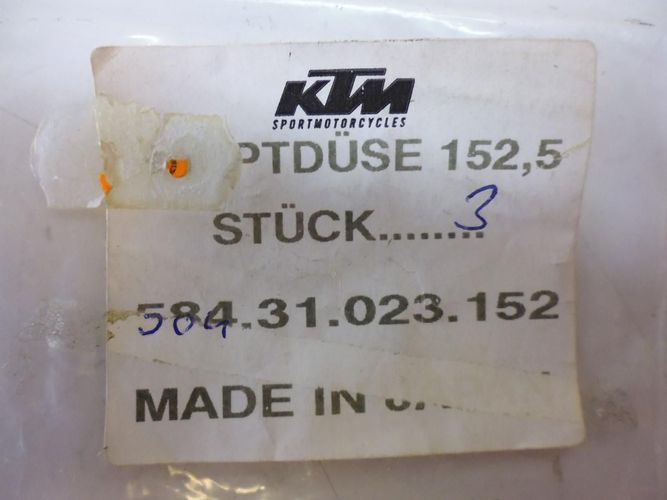 KTM
SPORTMOTORCYCLES
PTDÜSE 152,5
STÜCK........3
584.31.023.152
MADE IN